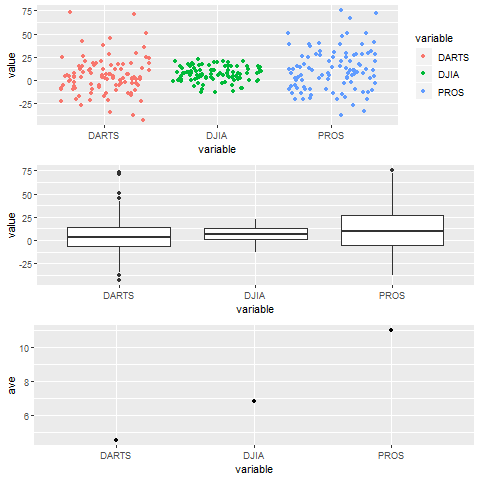 75
50
25
0
-25
value
DARTS DJIA PROS
variable
variable
DARTS
DJIA
PROS
75
50
25
0
-25
value
DARTS DJIA PROS
variable
10
8
6
ave
DARTS DJIA PROS
variable